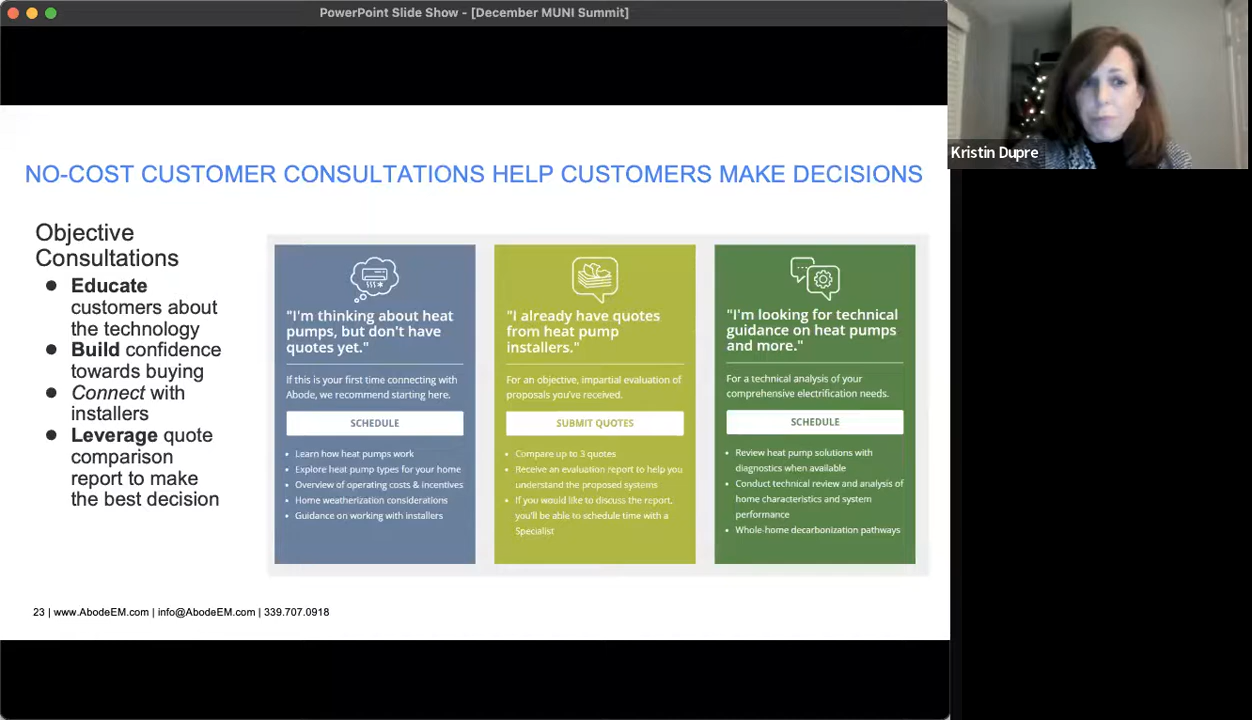 PowerPoint Slide Show - [December MUNI Summit]
Kristin Dupre
NO-COST CUSTOMER CONSULTATIONS HELP CUSTOMERS MAKE DECISIONS
Objective
Consultations
● Educate
customers about
the technology
● Build confidence
towards buying
● Connect with
installers
● Leverage quote
comparison
report to make
the best decision
"I'm thinking about heat
pumps, but don't have
quotes yet."
If this is your first time connecting with
Abode, we recommend starting here.
SCHEDULE
• Learn how heat pumps work
• Explore heat pump types for your home
• Overview of operating costs & incentives
• Home weatherization considerations
• Guidance on working with installers
"I already have quotes
from heat pump
installers."
For an objective, impartial evaluation of
proposals you've received.
SUBMIT QUOTES
• Compare up to 3 quotes
• Receive an evaluation report to help you
understand the proposed systems
• If you would like to discuss the report,
you'll be able to schedule time with a
Specialist
"I'm looking for technical
guidance on heat pumps
and more."
For a technical analysis of your
comprehensive electrification needs.
SCHEDULE
• Review heat pump solutions with
diagnostics when available
• Conduct technical review and analysis of
home characteristics and system
performance
• Whole-home decarbonization pathways
23 | www.AbodeEM.com | info@AbodeEM.com | 339.707.0918